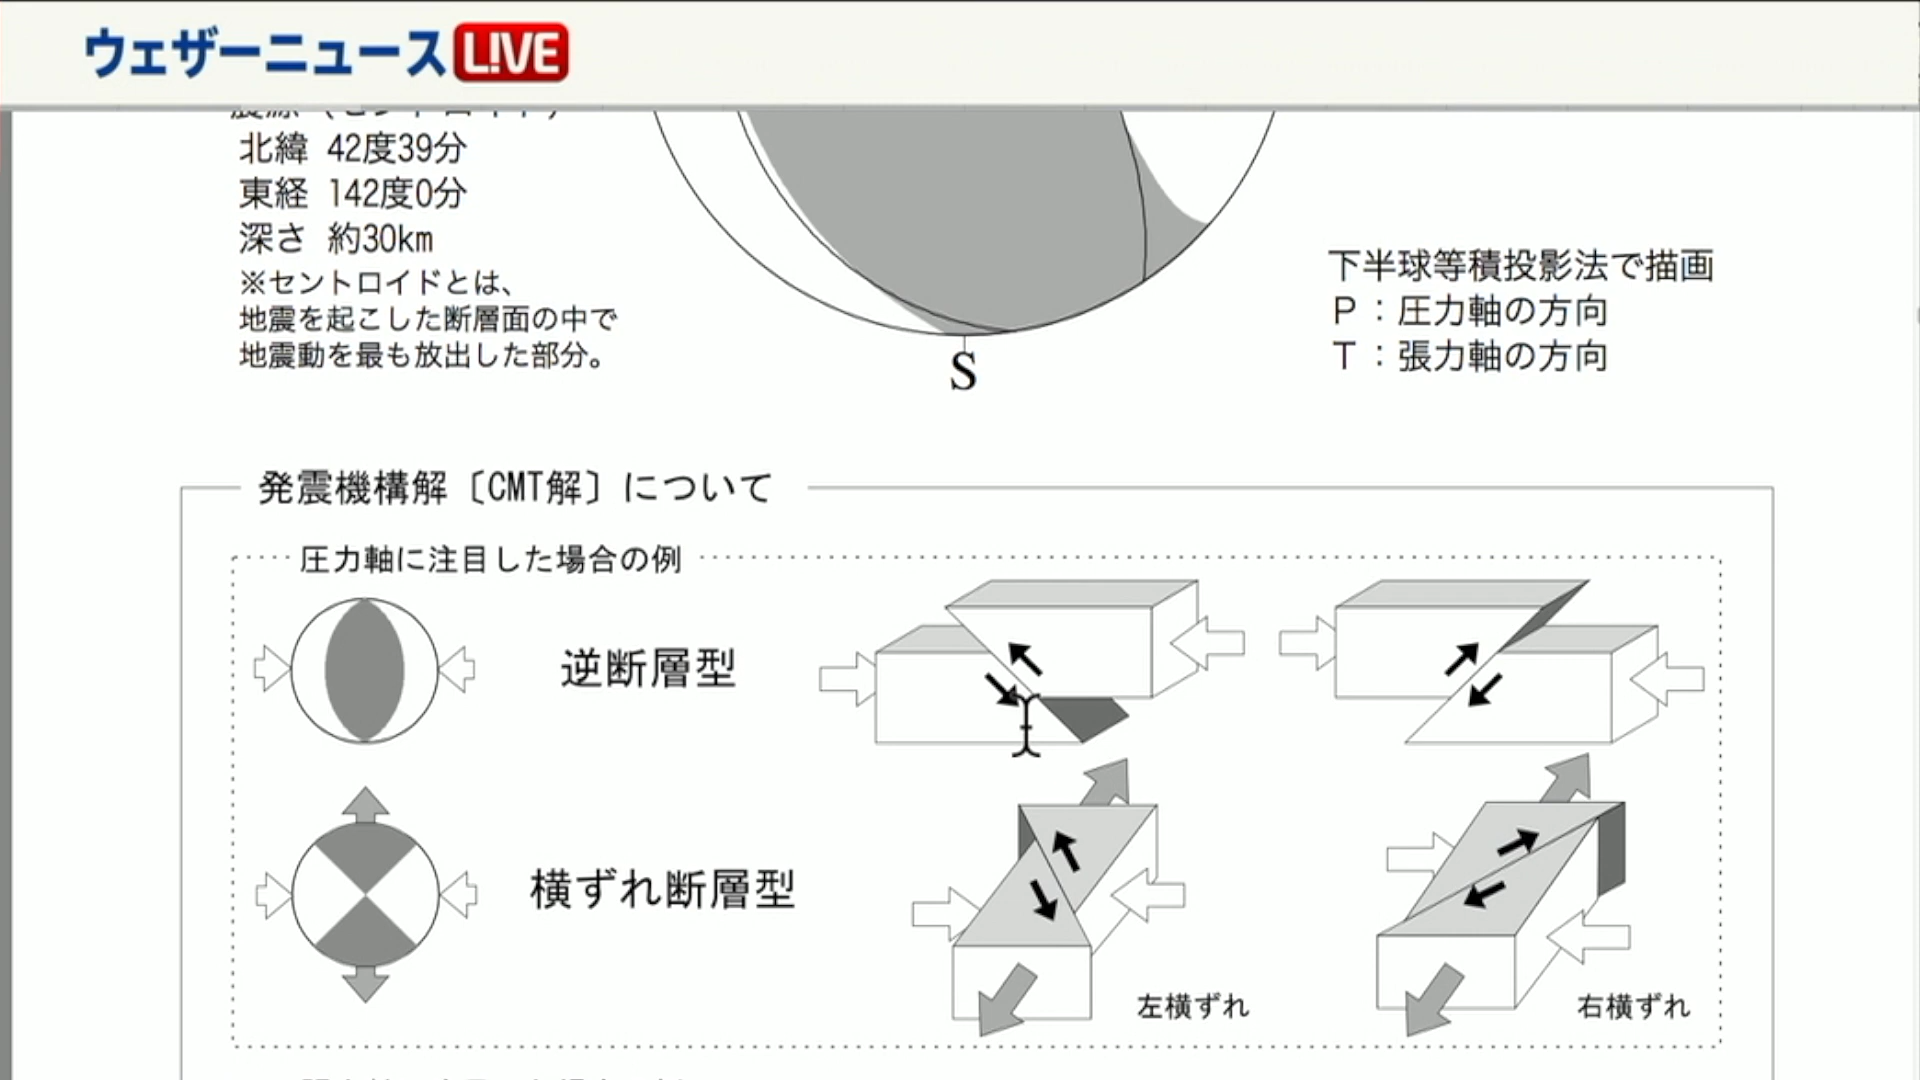 ウェザーニュース LIVE
北緯 42度39分
東経 142度0分
深さ 約30km
※セントロイドとは、
地震を起こした断層面の中で
地震動を最も放出した部分。
S
下半球等積投影法で描画
P：圧力軸の方向
T：張力軸の方向
発震機構解〔CMT解〕について
圧力軸に注目した場合の例
逆断層型
横ずれ断層型
左横ずれ
右横ずれ